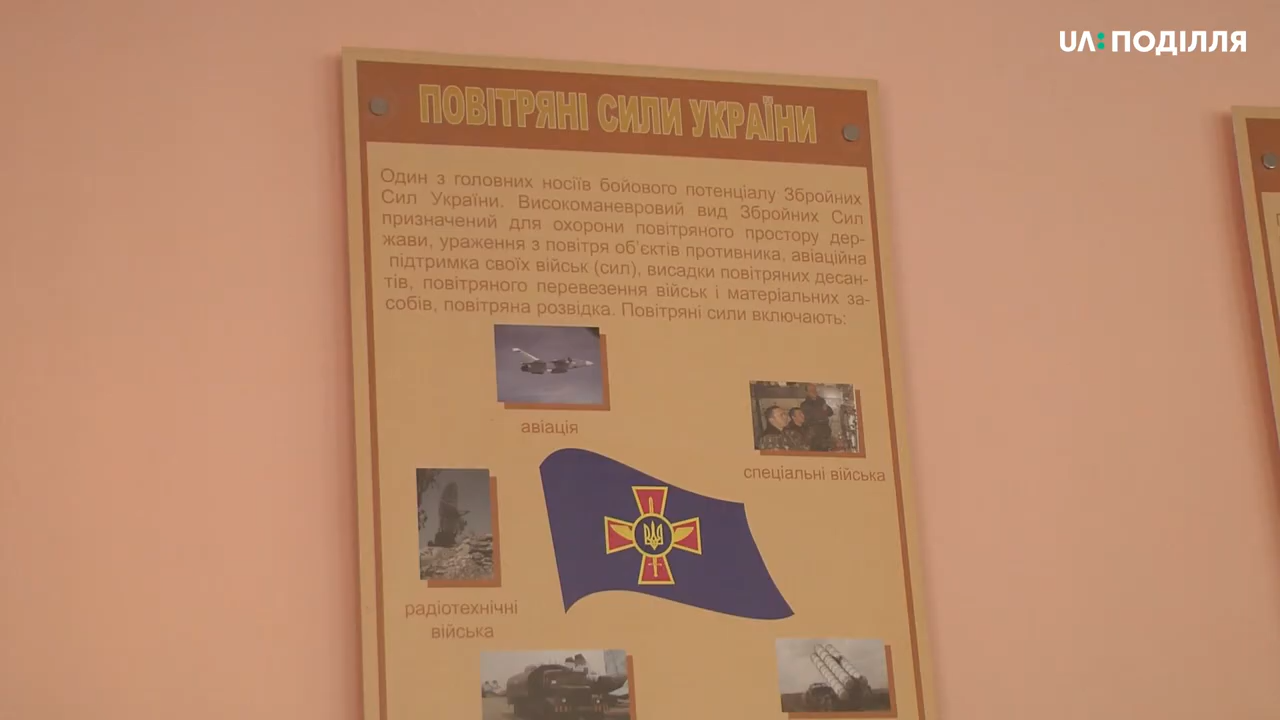 UA: ПОДІЛЛЯ
ПОВІТРЯНІ СИЛИ УКРАЇНИ
Один з головних носіїв бойового потенціалу Збройних
Сил України. Високоманевровий вид Збройних Сил
призначений для охорони повітряного простору дер-
жави, ураження з повітря об'єктів противника, авіаційна
підтримка своїх військ (сил), висадки повітряних десан-
тів, повітряного перевезення військ і матеріальних за-
собів, повітряна розвідка. Повітряні сили включають:
авіація
спеціальні війська
радіотехнічні
війська